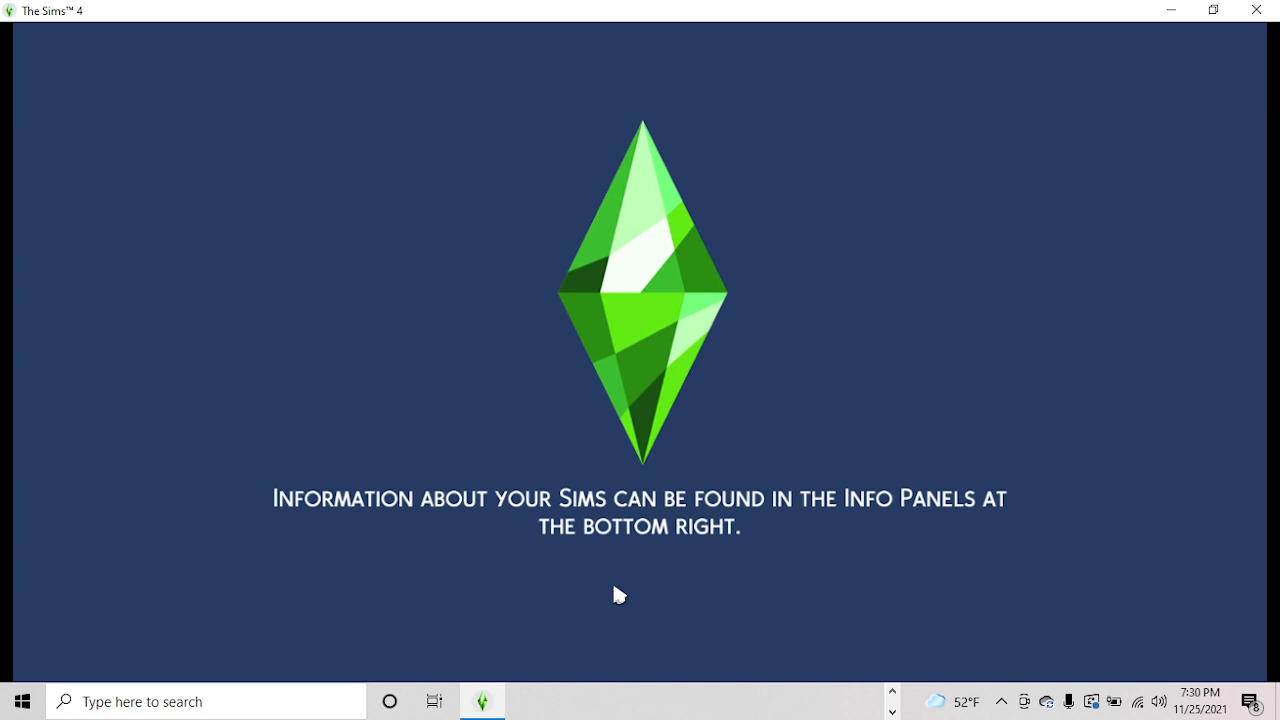 The Sims™ 4
INFORMATION ABOUT YOUR SIMS CAN BE FOUND IN THE INFO PANELS AT
THE BOTTOM RIGHT.
Type here to search
52°F
7:30 PM
11/25/2021
8